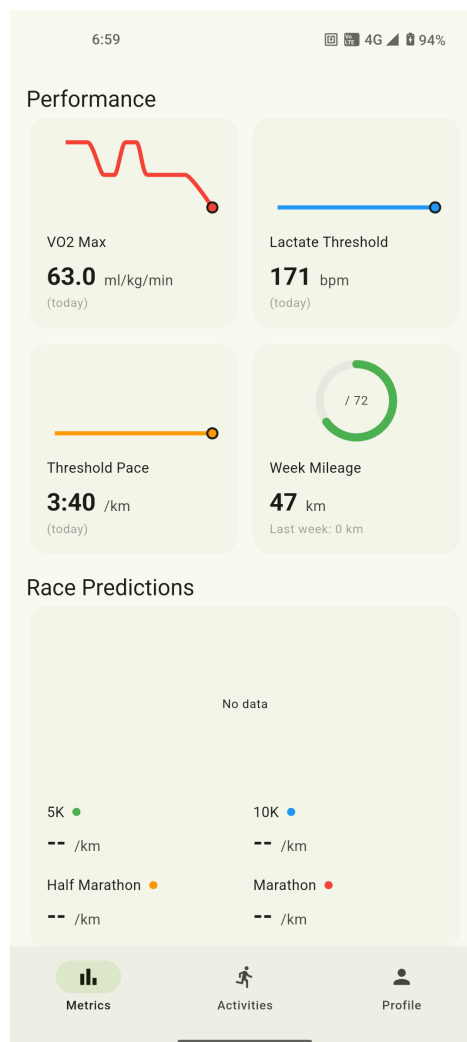 6:59 4G 94%
Performance
VO2 Max
63.0 ml/kg/min
(today)
Lactate Threshold
171 bpm
(today)
Threshold Pace
3:40 /km
(today)
/ 72
Week Mileage
47 km
Last week: 0 km
Race Predictions
No data
5K
-- /km
10K
-- /km
Half Marathon
-- /km
Marathon
-- /km
Metrics
Activities
Profile